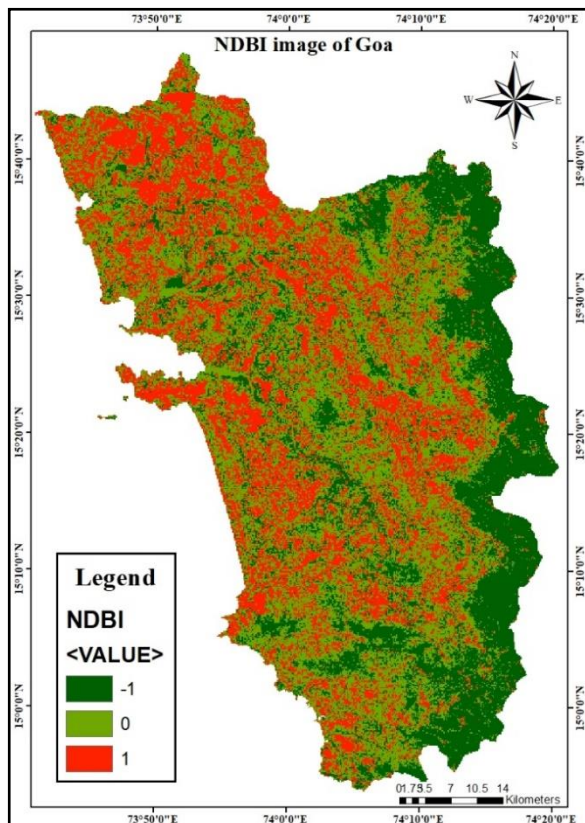 73°50'0"E 74°0'0"E 74°10'0"E 74°20'0"E
NDBI image of Goa
N
W E
S
15°40'0"N 15°40'0"N
15°30'0"N 15°30'0"N
15°20'0"N 15°20'0"N
15°10'0"N 15°10'0"N
15°0'0"N 15°0'0"N
Legend
NDBI
<VALUE>
-1
0
1
0 1.75 3.5 7 10.5 14
Kilometers
73°50'0"E 74°0'0"E 74°10'0"E 74°20'0"E